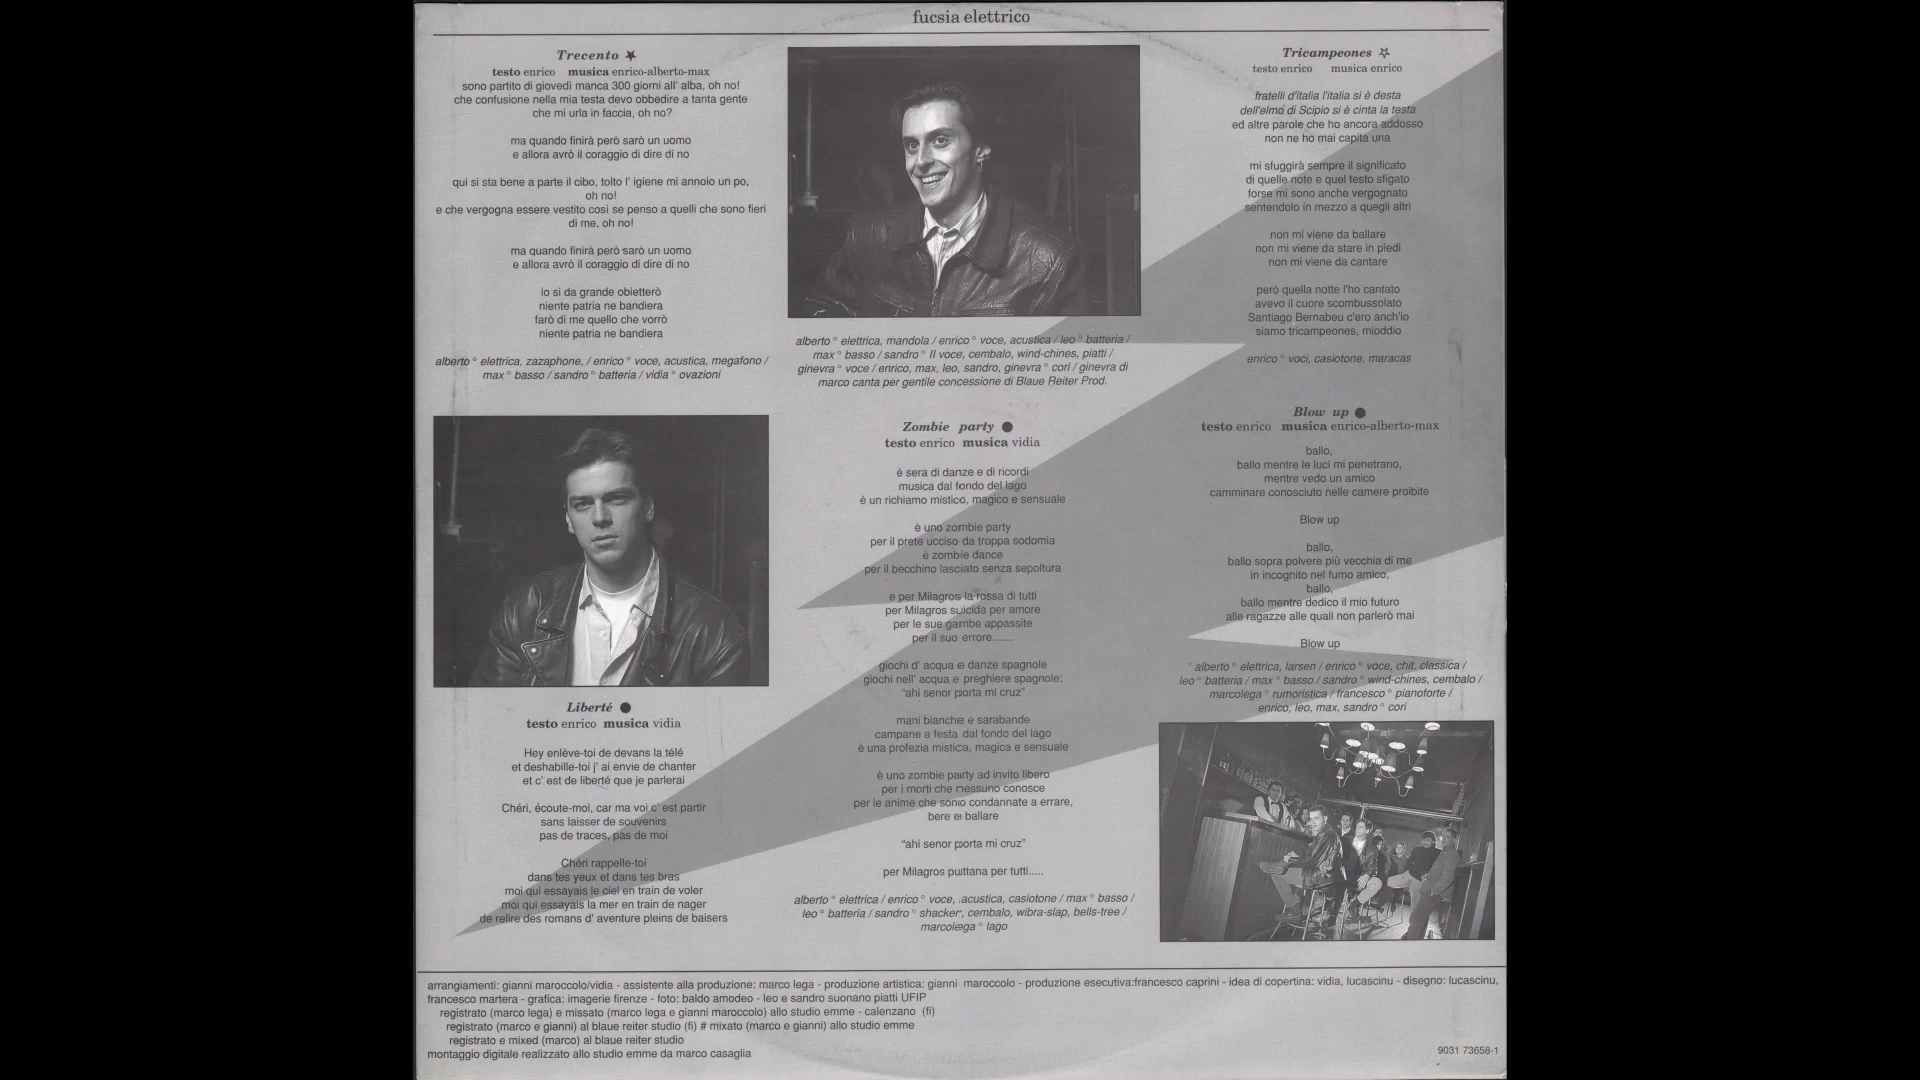 fucsia elettrico
Trecento
testo enrico musica enrico-alberto-max
sono partito di giovedì manca 300 giorni all' alba, oh no!
che confusione nella mia testa devo obbedire a tanta gente
che mi urla in faccia, oh no?
ma quando finirà però sarò un uomo
e allora avrò il coraggio di dire di no
qui si sta bene a parte il cibo, tolto l' igiene mi annoio un po,
oh no!
e che vergogna essere vestito così se penso a quelli che sono fieri
di me, oh no!
ma quando finirà però sarò un uomo
e allora avrò il coraggio di dire di no
io si da grande obietterò
niente patria ne bandiera
farò di me quello che vorrò
niente patria ne bandiera
alberto ° elettrica, zazaphone, / enrico ° voce, acustica, megafono /
max ° basso / sandro ° batteria / vidia ° ovazioni
Liberté
testo enrico musica vidia
Hey enlève-toi de devans la télé
et deshabille-toi j' ai envie de chanter
et c' est de liberté que je parlerai
Chéri, écoute-moi, car ma voi c' est partir
sans laisser de souvenirs
pas de traces, pas de moi
Chéri rappelle-toi
dans tes yeux et dans tes bras
moi qui essayais le ciel en train de voler
moi qui essayais la mer en train de nager
de relire des romans d' aventure pleins de baisers
alberto ° elettrica, mandola / enrico ° voce, acustica / leo ° batteria /
max ° basso / sandro ° II voce, cembalo, wind-chines, piatti /
ginevra ° voce / enrico, max, leo, sandro, ginevra ° cori / ginevra di
marco canta per gentile concessione di Blaue Reiter Prod.
Zombie party
testo enrico musica vidia
è sera di danze e di ricordi
musica dal fondo del lago
è un richiamo mistico, magico e sensuale
è uno zombie party
per il prete ucciso da troppa sodomia
è zombie dance
per il becchino lasciato senza sepoltura
e per Milagros la rossa di tutti
per Milagros suicida per amore
per le sue gambe appassite
per il suo errore.......
giochi d' acqua e danze spagnole
giochi nell' acqua e preghiere spagnole:
"ahi senor porta mi cruz"
mani bianche e sarabande
campane a festa dal fondo del lago
è una profezia mistica, magica e sensuale
è uno zombie party ad invito libero
per i morti che nessuno conosce
per le anime che sono condannate a errare,
bere e ballare
"ahi senor porta mi cruz"
per Milagros puttana per tutti.....
alberto ° elettrica / enrico ° voce, acustica, casiotone / max ° basso /
leo ° batteria / sandro ° shacker, cembalo, wibra-slap, bells-tree /
marcolega ° lago
Tricampeones
testo enrico musica enrico
fratelli d'italia l'italia si è desta
dell'elmo di Scipio si è cinta la testa
ed altre parole che ho ancora addosso
non ne ho mai capita una
mi sfuggirà sempre il significato
di quelle note e quel testo sfigato
forse mi sono anche vergognato
sentendolo in mezzo a quegli altri
non mi viene da ballare
non mi viene da stare in piedi
non mi viene da cantare
però quella notte l'ho cantato
avevo il cuore scombussolato
Santiago Bernabeu c'ero anch'io
siamo tricampeones, mioddio
enrico ° voci, casiotone, maracas
Blow up
testo enrico musica enrico-alberto-max
ballo,
ballo mentre le luci mi penetrano,
mentre vedo un amico
camminare conosciuto nelle camere proibite
Blow up
ballo,
ballo sopra polvere più vecchia di me
in incognito nel fumo amico,
ballo,
ballo mentre dedico il mio futuro
alle ragazze alle quali non parlerò mai
Blow up
alberto ° elettrica, larsen / enrico ° voce, chit. classica /
leo ° batteria / max ° basso / sandro ° wind-chines, cembalo /
marcolega ° rumoristica / francesco ° pianoforte /
enrico, leo, max, sandro ° cori
arrangiamenti: gianni maroccolo/vidia - assistente alla produzione: marco lega - produzione artistica: gianni maroccolo - produzione esecutiva:francesco caprini - idea di copertina: vidia, lucascinu - disegno: lucascinu,
francesco martera - grafica: imagerie firenze - foto: baldo amodeo - leo e sandro suonano piatti UFIP
registrato (marco lega) e missato (marco lega e gianni maroccolo) allo studio emme - calenzano (fi)
registrato (marco e gianni) al blaue reiter studio (fi) # mixato (marco e gianni) allo studio emme
registrato e mixed (marco) al blaue reiter studio
montaggio digitale realizzato allo studio emme da marco casaglia
9031 73658-1